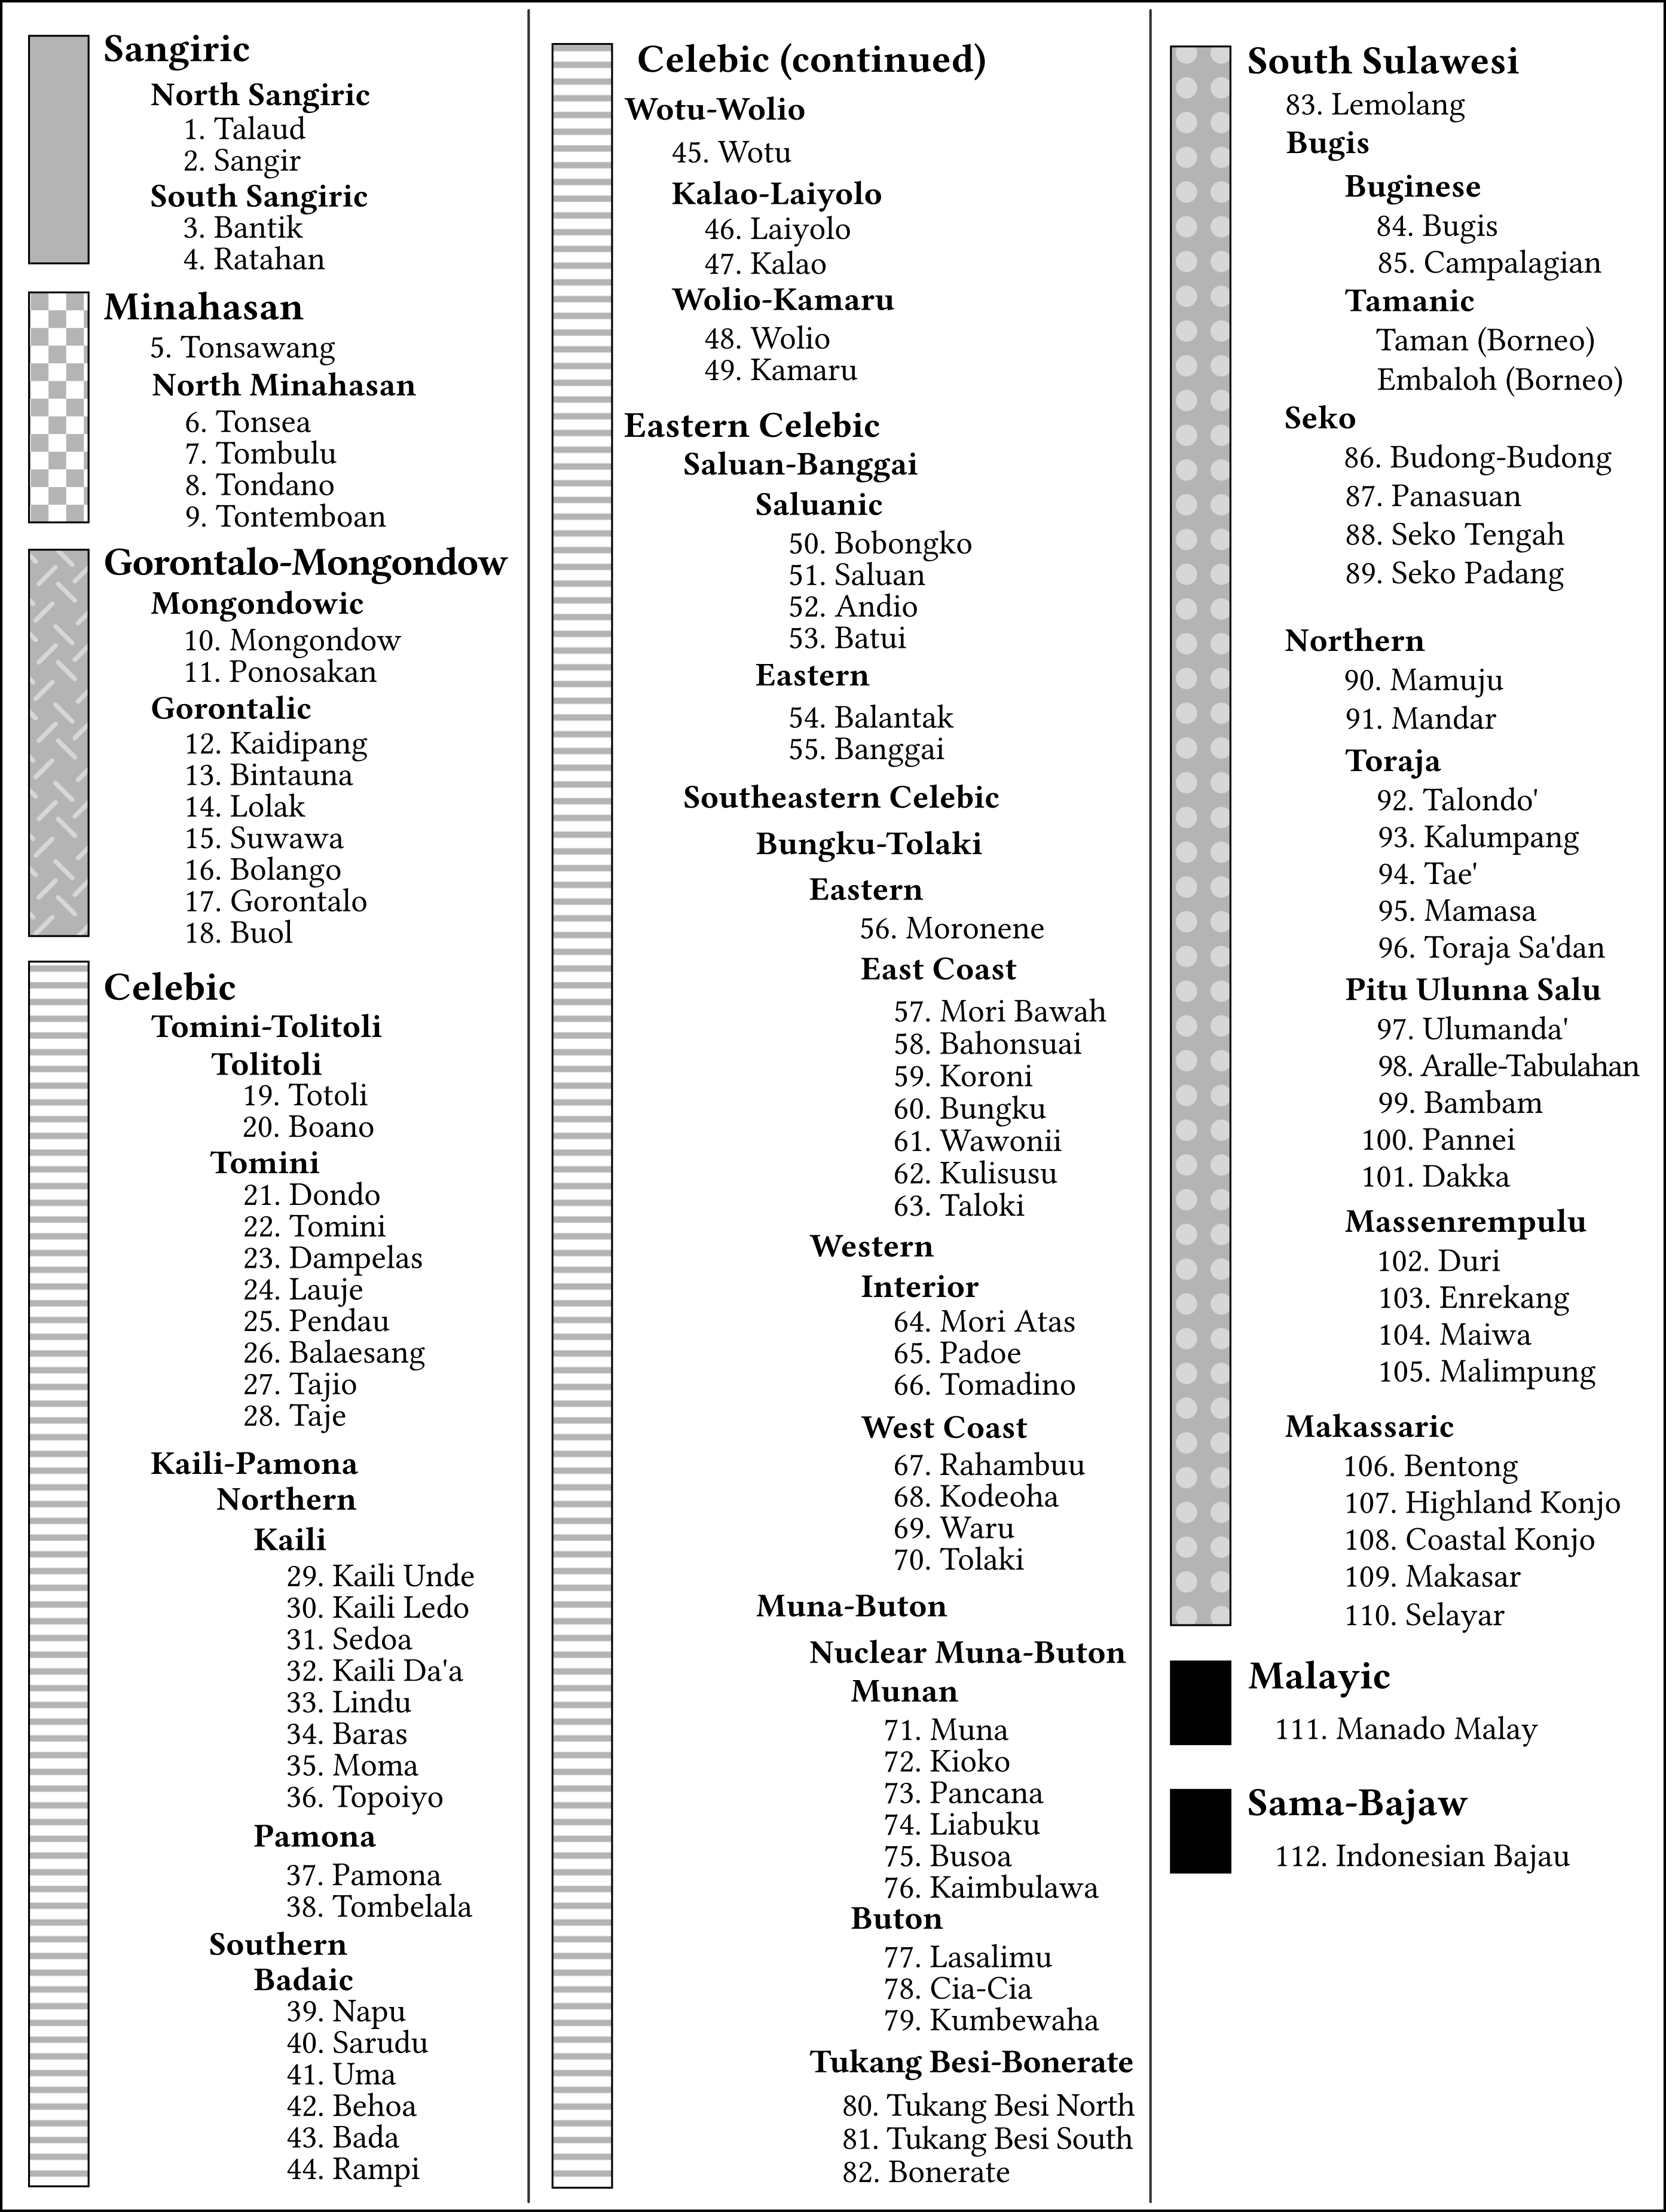 Sangiric
North Sangiric
1. Talaud
2. Sangir
South Sangiric
3. Bantik
4. Ratahan
Minahasan
5. Tonsawang
North Minahasan
6. Tonsea
7. Tombulu
8. Tondano
9. Tontemboan
Gorontalo-Mongondow
Mongondowic
10. Mongondow
11. Ponosakan
Gorontalic
12. Kaidipang
13. Bintauna
14. Lolak
15. Suwawa
16. Bolango
17. Gorontalo
18. Buol
Celebic
Tomini-Tolitoli
Tolitoli
19. Totoli
20. Boano
Tomini
21. Dondo
22. Tomini
23. Dampelas
24. Lauje
25. Pendau
26. Balaesang
27. Tajio
28. Taje
Kaili-Pamona
Northern
Kaili
29. Kaili Unde
30. Kaili Ledo
31. Sedoa
32. Kaili Da'a
33. Lindu
34. Baras
35. Moma
36. Topoiyo
Pamona
37. Pamona
38. Tombelala
Southern
Badaic
39. Napu
40. Sarudu
41. Uma
42. Behoa
43. Bada
44. Rampi
Celebic (continued)
Wotu-Wolio
45. Wotu
Kalao-Laiyolo
46. Laiyolo
47. Kalao
Wolio-Kamaru
48. Wolio
49. Kamaru
Eastern Celebic
Saluan-Banggai
Saluanic
50. Bobongko
51. Saluan
52. Andio
53. Batui
Eastern
54. Balantak
55. Banggai
Southeastern Celebic
Bungku-Tolaki
Eastern
56. Moronene
East Coast
57. Mori Bawah
58. Bahonsuai
59. Koroni
60. Bungku
61. Wawonii
62. Kulisusu
63. Taloki
Western
Interior
64. Mori Atas
65. Padoe
66. Tomadino
West Coast
67. Rahambuu
68. Kodeoha
69. Waru
70. Tolaki
Muna-Buton
Nuclear Muna-Buton
Munan
71. Muna
72. Kioko
73. Pancana
74. Liabuku
75. Busoa
76. Kaimbulawa
Buton
77. Lasalimu
78. Cia-Cia
79. Kumbewaha
Tukang Besi-Bonerate
80. Tukang Besi North
81. Tukang Besi South
82. Bonerate
South Sulawesi
83. Lemolang
Bugis
Buginese
84. Bugis
85. Campalagian
Tamanic
Taman (Borneo)
Embaloh (Borneo)
Seko
86. Budong-Budong
87. Panasuan
88. Seko Tengah
89. Seko Padang
Northern
90. Mamuju
91. Mandar
Toraja
92. Talondo'
93. Kalumpang
94. Tae'
95. Mamasa
96. Toraja Sa'dan
Pitu Ulunna Salu
97. Ulumanda'
98. Aralle-Tabulahan
99. Bambam
100. Pannei
101. Dakka
Massenrempulu
102. Duri
103. Enrekang
104. Maiwa
105. Malimpung
Makassaric
106. Bentong
107. Highland Konjo
108. Coastal Konjo
109. Makasar
110. Selayar
Malayic
111. Manado Malay
Sama-Bajaw
112. Indonesian Bajau